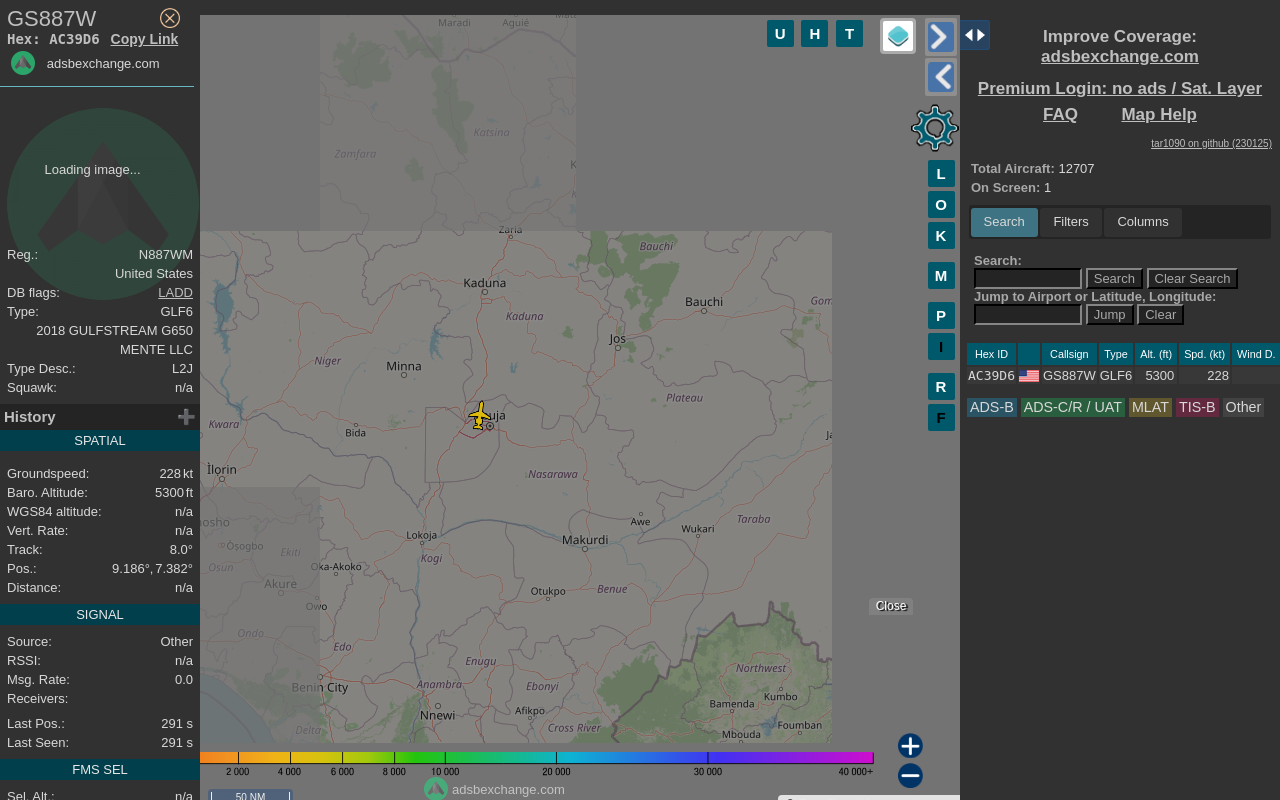 GS887W
Hex: AC39D6 Copy Link
adsbexchange.com
Loading image...
Reg.: N887WM
United States
DB flags: LADD
Type: GLF6
2018 GULFSTREAM G650
MENTE LLC
Type Desc.: L2J
Squawk: n/a
History
SPATIAL
Groundspeed: 228 kt
Baro. Altitude: 5300 ft
WGS84 altitude: n/a
Vert. Rate: n/a
Track: 8.0°
Pos.: 9.186°, 7.382°
Distance: n/a
SIGNAL
Source: Other
RSSI: n/a
Msg. Rate: 0.0
Receivers:
Last Pos.: 291 s
Last Seen: 291 s
FMS SEL
Sel. Alt.: n/a
U H T
Maradi
Aguié
Katsina
Zamfara
K
Zaria
Bauchi
Kaduna
Bauchi
Gom
Kaduna
Jos
Niger
Minna
Plateau
uja
Kwara
Bida
Ja
Ilorin
Nasarawa
Taraba
osho
Awe
Wukari
Osogbo
Lokoja
Makurdi
Ekiti
Kogi
Osun
Oka-Akoko
Akure
Otukpo
Benue
Owo
Ondo
Edo
Enugu
Northwest
Benin City
Anambra
Ebonyi
Kumbo
Bamenda
Nnewi
Afikpo
Delta
Cross River
Foumban
Mbouda
L
O
K
M
P
I
R
F
Close
2 000 4 000 6 000 8 000 10 000 20 000 30 000 40 000+
adsbexchange.com
50 NM
Improve Coverage:
adsbexchange.com
Premium Login: no ads / Sat. Layer
FAQ Map Help
tar1090 on github (230125)
Total Aircraft: 12707
On Screen: 1
Search Filters Columns
Search:
Search Clear Search
Jump to Airport or Latitude, Longitude:
Jump Clear
Hex ID Callsign Type Alt. (ft) Spd. (kt) Wind D.
AC39D6 GS887W GLF6 5300 228
ADS-B ADS-C/R / UAT MLAT TIS-B Other